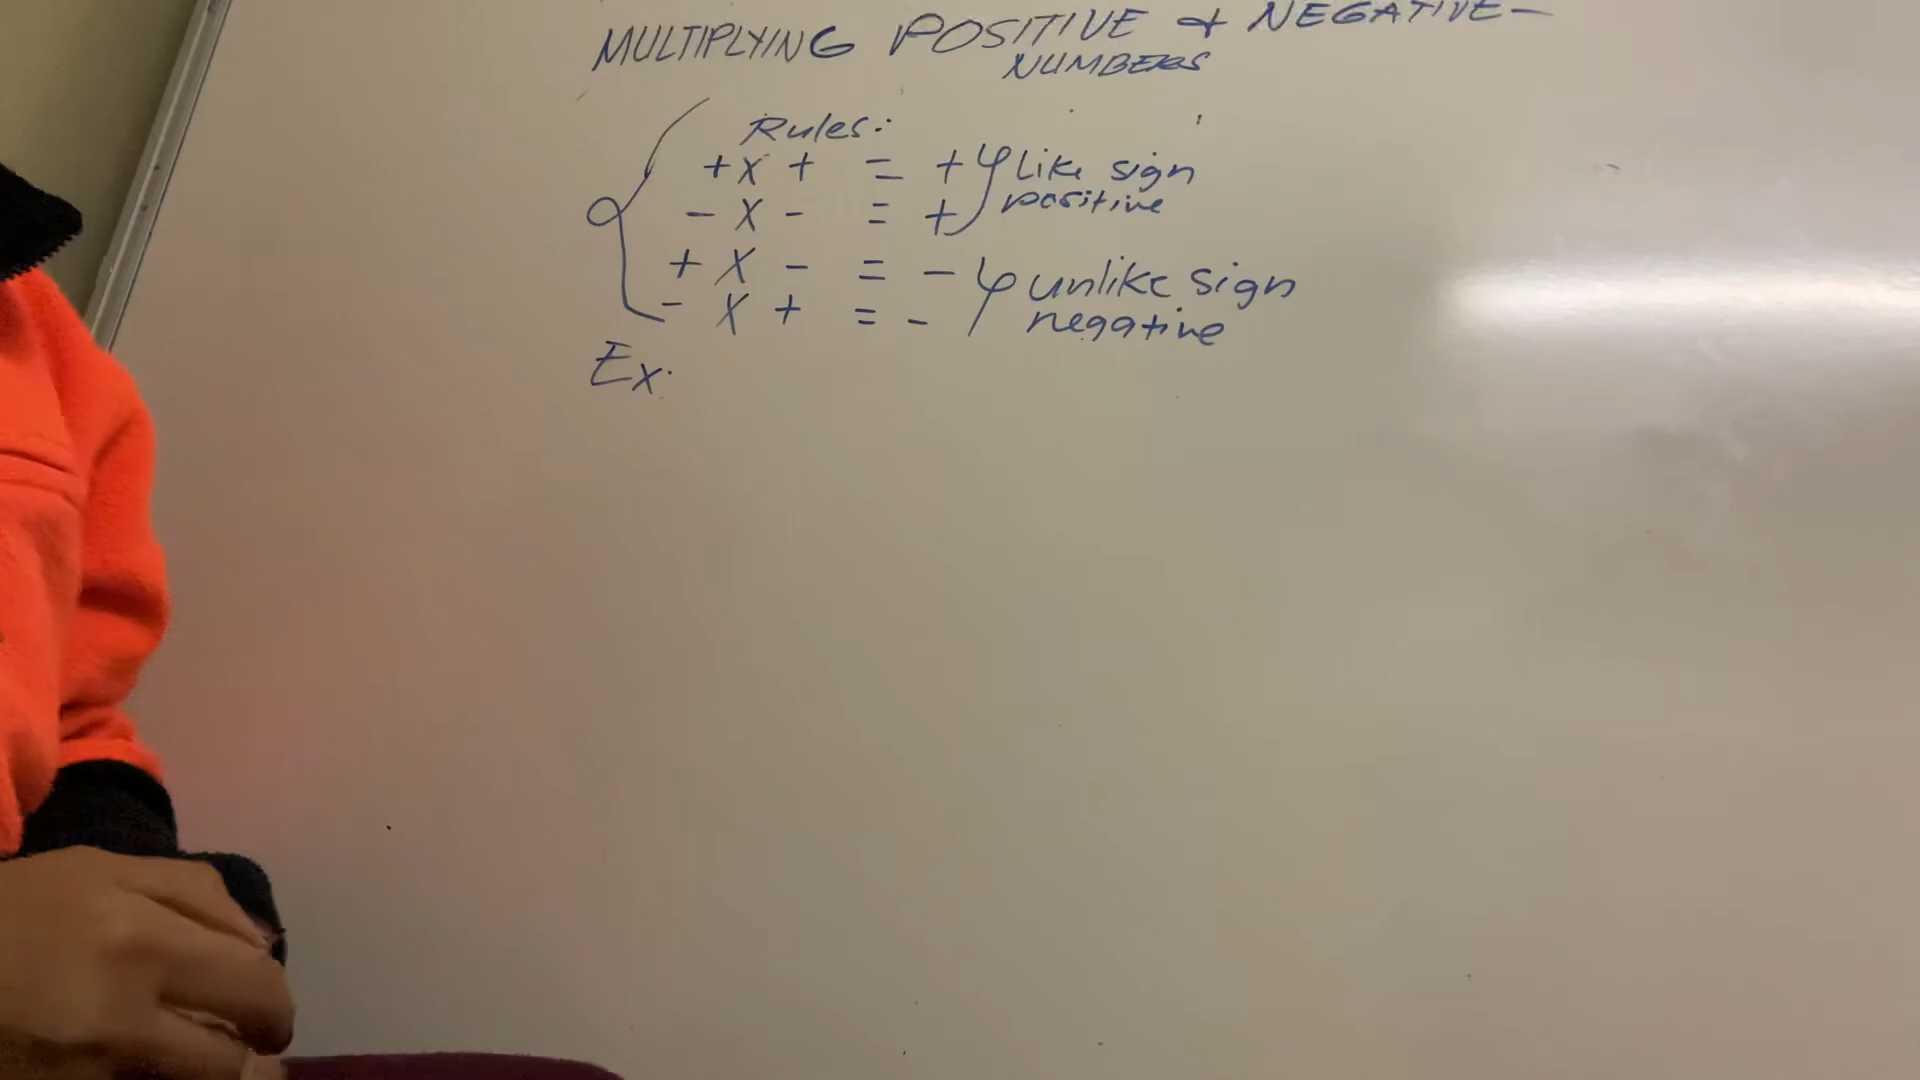 MULTIPLYING POSITIVE + NEGATIVE
NUMBERS
Rules:
+ x + = + Like sign
- x - = + positive
+ x - = - unlike sign
- x + = - negative
Ex.